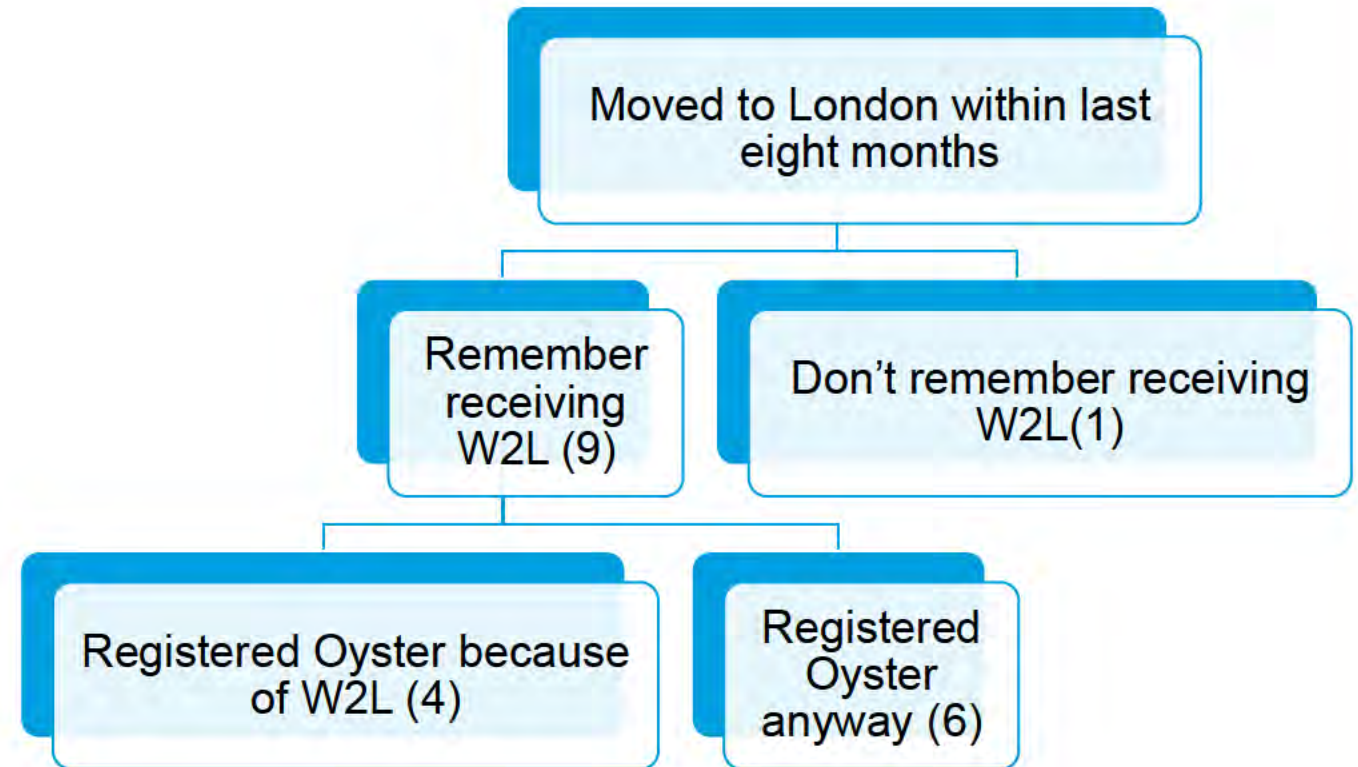 Moved to London within last
eight months
Remember
receiving
W2L (9)
Don’t remember receiving
W2L(1)
Registered Oyster because
of W2L (4)
Registered
Oyster
anyway (6)